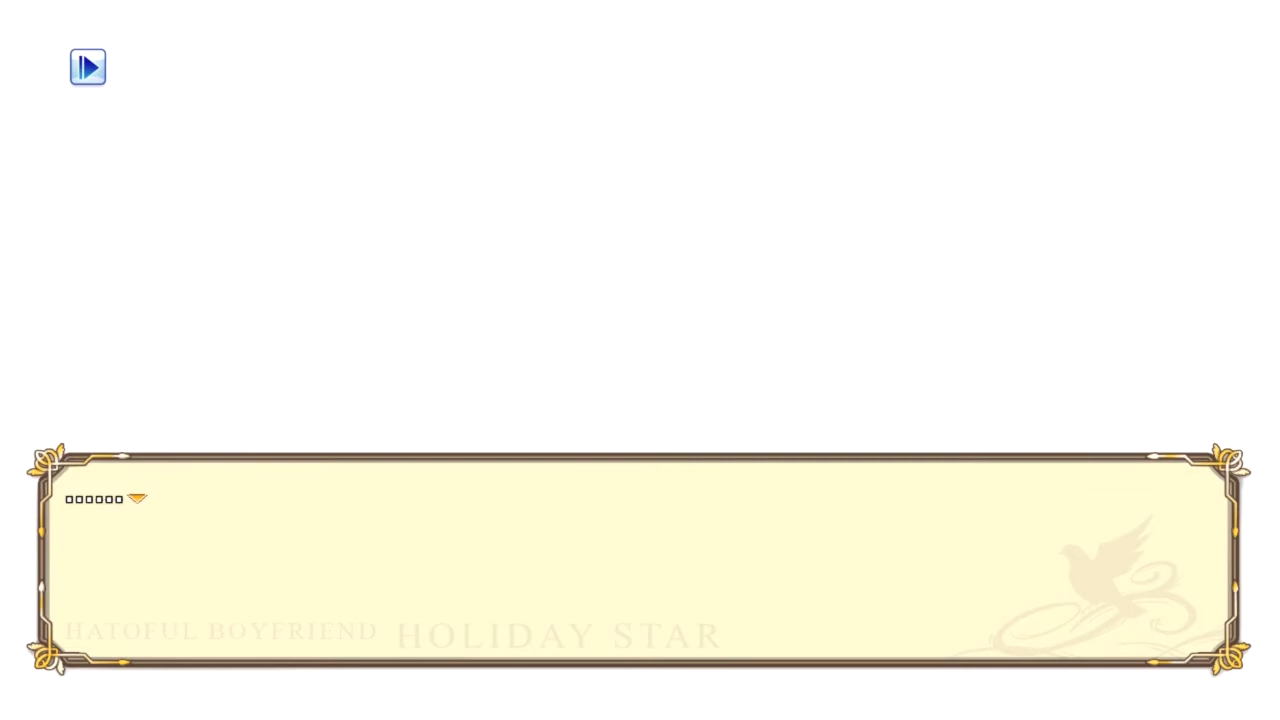 □□□□□□
HATOFUL BOYFRIEND HOLIDAY STAR